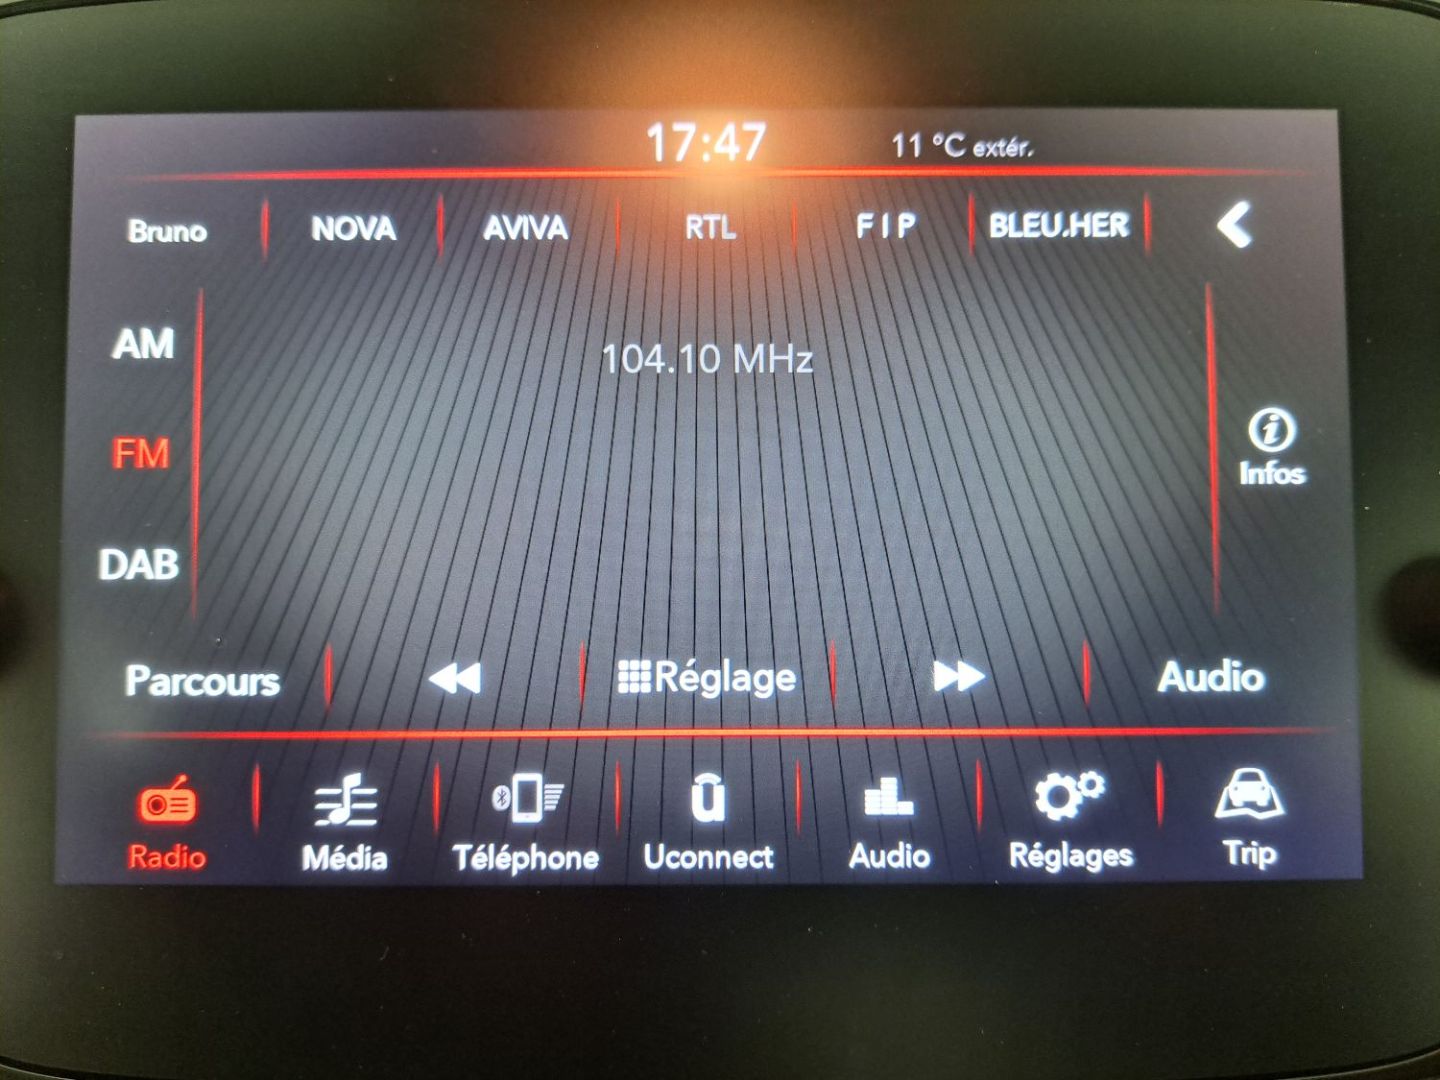 17:47 11 °C extér.
Bruno NOVA AVIVA RTL F I P BLEU.HER
AM
104.10 MHz
FM
Infos
DAB
Parcours Réglage Audio
Radio Média Téléphone Uconnect Audio Réglages Trip